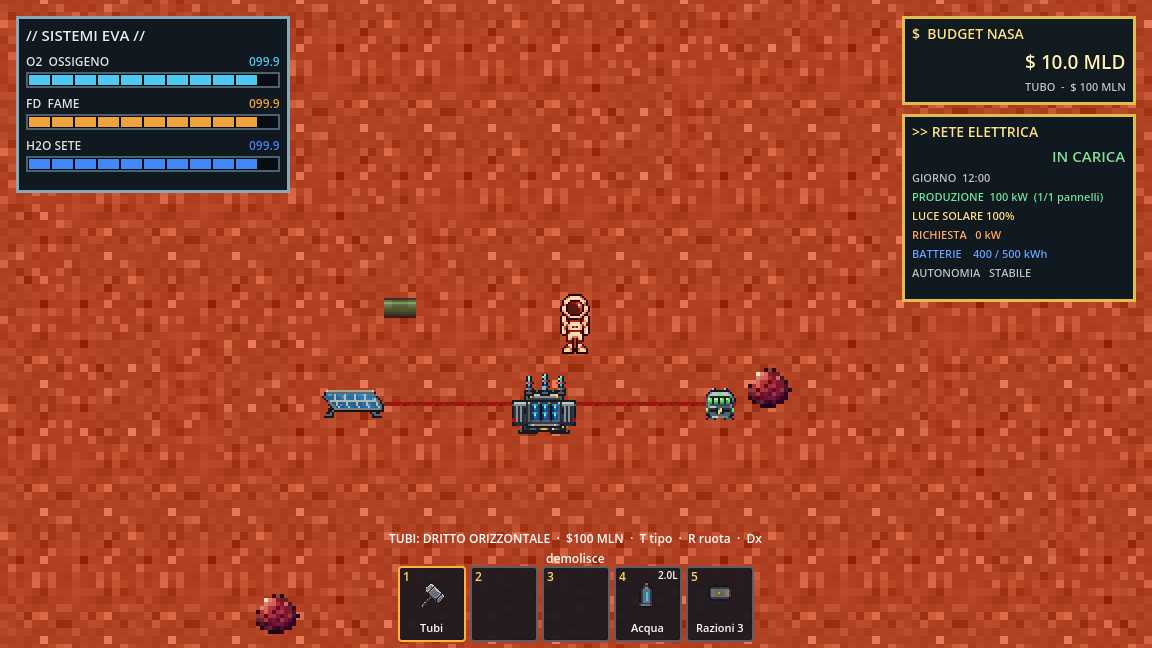 // SISTEMI EVA //
O2 OSSIGENO 099.9
FD FAME 099.9
H2O SETE 099.9
$ BUDGET NASA
$ 10.0 MLD
TUBO - $ 100 MLN
>> RETE ELETTRICA
IN CARICA
GIORNO 12:00
PRODUZIONE 100 kW (1/1 pannelli)
LUCE SOLARE 100%
RICHIESTA 0 kW
BATTERIE 400 / 500 kWh
AUTONOMIA STABILE
TUBI: DRITTO ORIZZONTALE · $100 MLN · T tipo · R ruota · Dx
demolisce
1 2 3 4 2.0L 5
Tubi Acqua Razioni 3